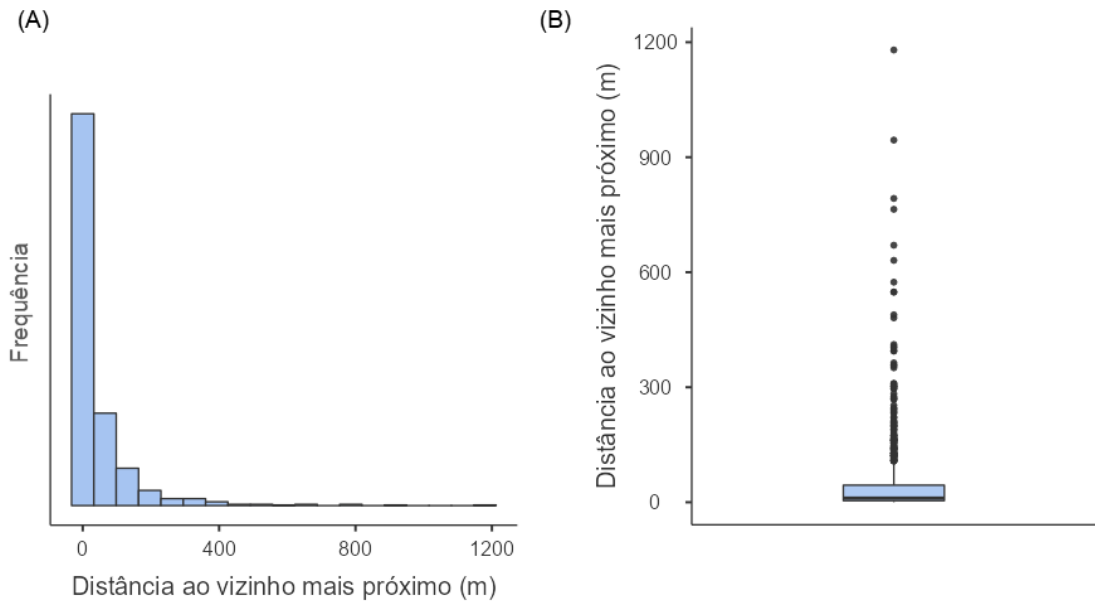 (A)
Frequência
0
400
800
1200
Distância ao vizinho mais próximo (m)
(B)
Distância ao vizinho mais próximo (m)
1200
900
600
300
0